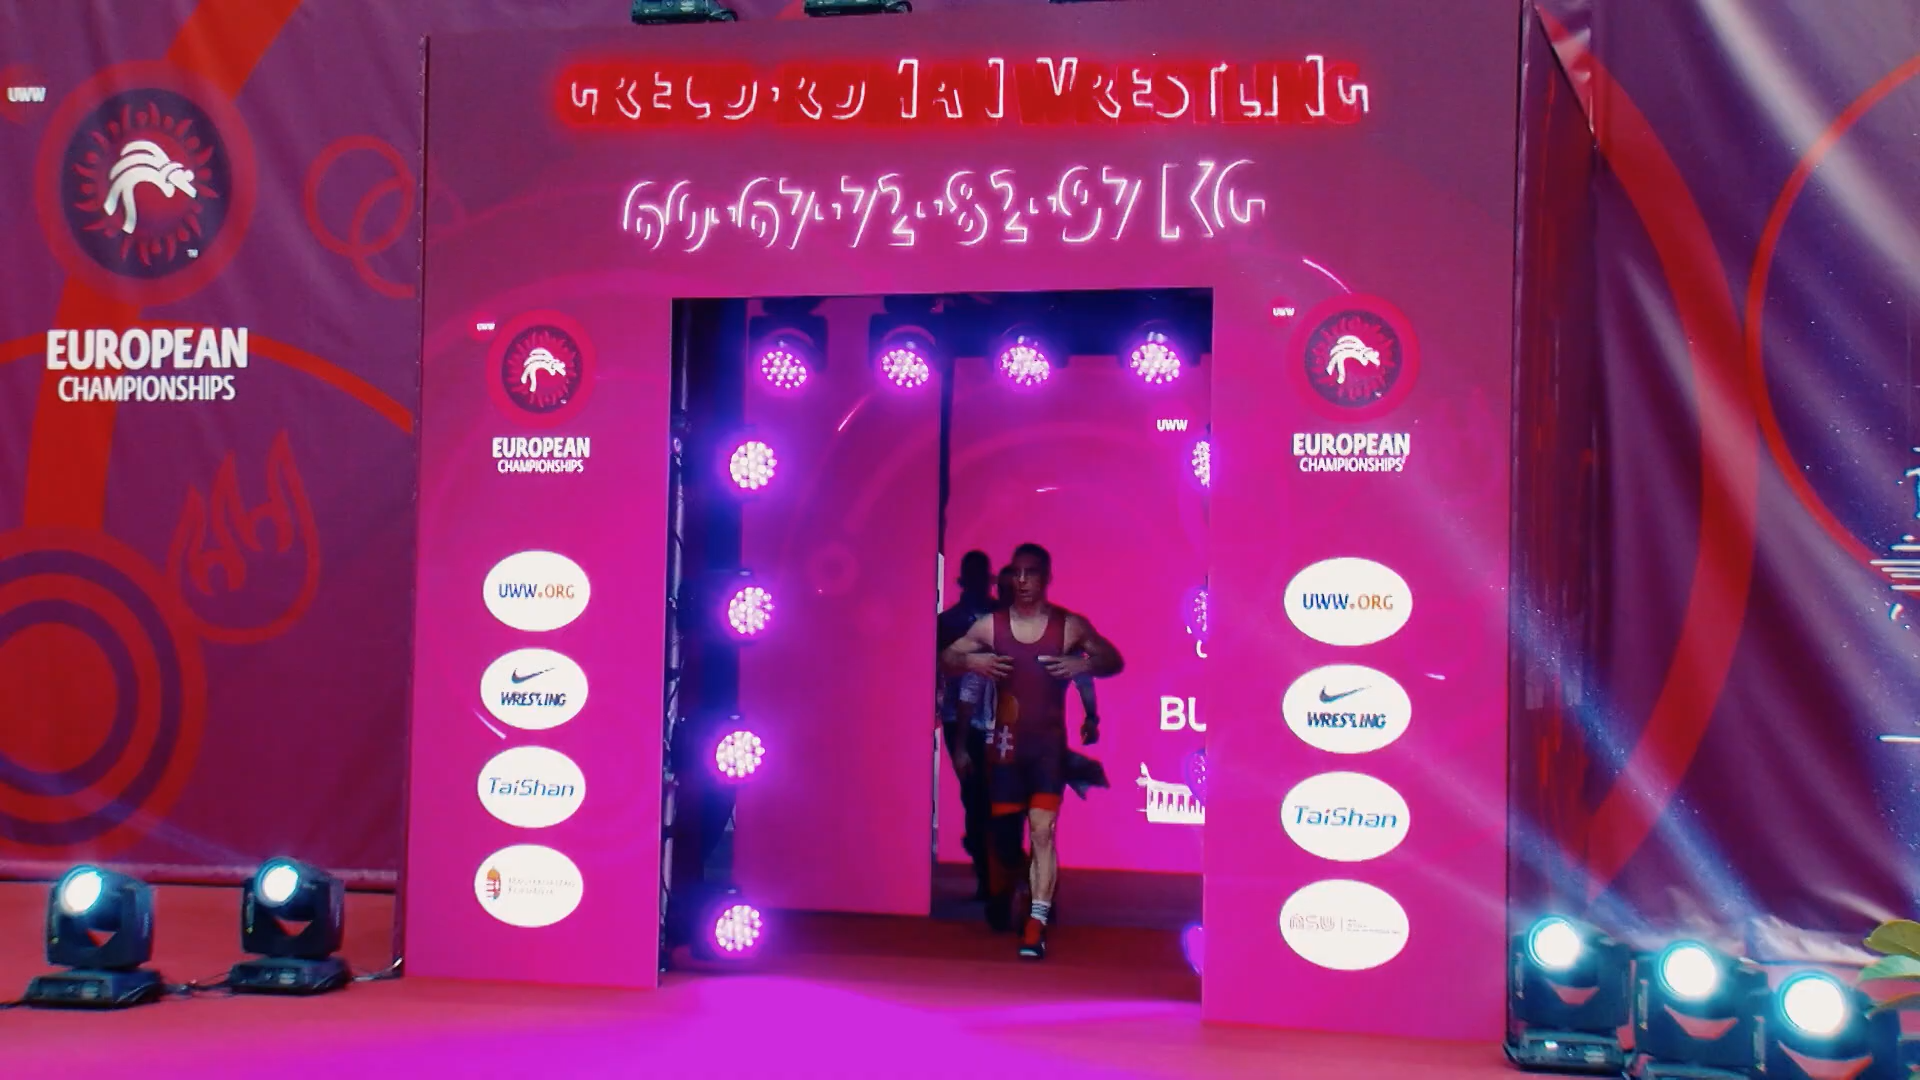 GRECO-ROMAN WRESTLING
60-67-72-82-97 KG
UWW
EUROPEAN
CHAMPIONSHIPS
UWW
EUROPEAN
CHAMPIONSHIPS
UWW.ORG
WRESTLING
TaiShan
UWW
BU
UWW
EUROPEAN
CHAMPIONSHIPS
UWW.ORG
WRESTLING
TaiShan